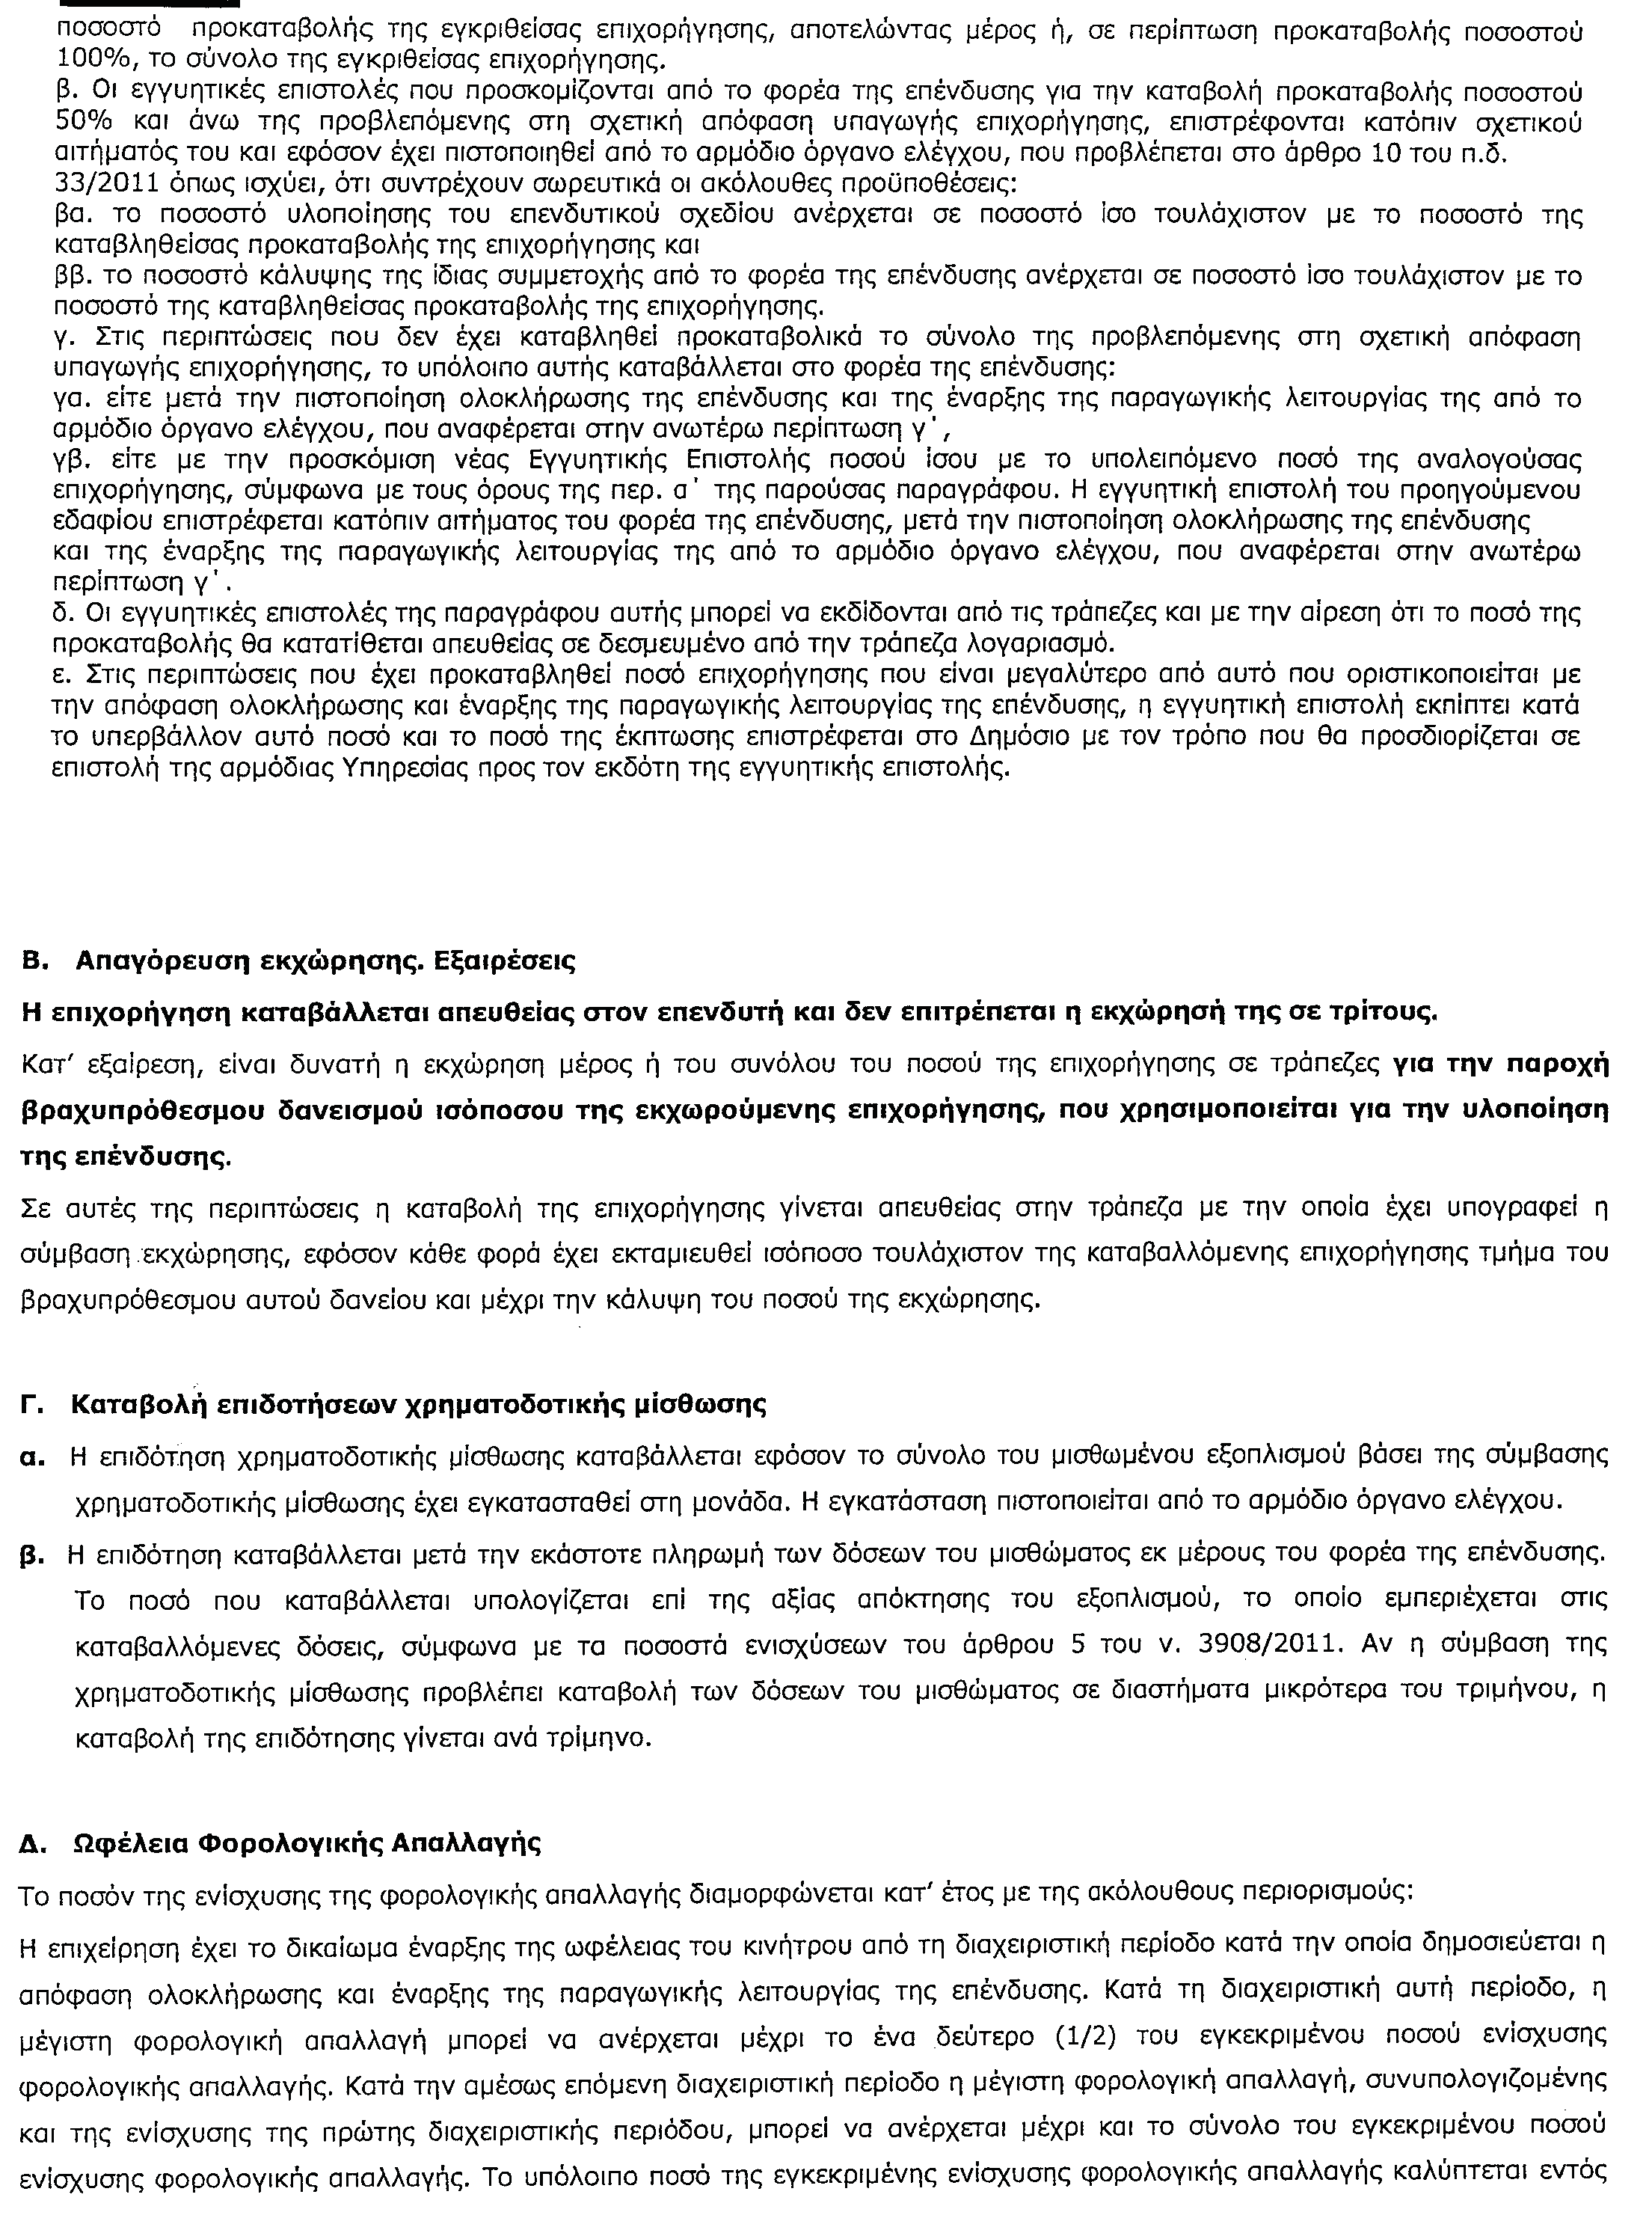 ποσοστό προκαταβολής της εγκριθείσας επιχορήγησης, αποτελώντας μέρος ή, σε περίπτωση προκαταβολής ποσοστού
100%, το σύνολο της εγκριθείσας επιχορήγησης.
β. Οι εγγυητικές επιστολές που προσκομίζονται από το φορέα της επένδυσης για την καταβολή προκαταβολής ποσοστού
50% και άνω της προβλεπόμενης στη σχετική απόφαση υπαγωγής επιχορήγησης, επιστρέφονται κατόπιν σχετικού
αιτήματός του και εφόσον έχει πιστοποιηθεί από το αρμόδιο όργανο ελέγχου, που προβλέπεται στο άρθρο 10 του π.δ.
33/2011 όπως ισχύει, ότι συντρέχουν σωρευτικά οι ακόλουθες προϋποθέσεις:
βα. το ποσοστό υλοποίησης του επενδυτικού σχεδίου ανέρχεται σε ποσοστό ίσο τουλάχιστον με το ποσοστό της
καταβληθείσας προκαταβολής της επιχορήγησης και
ββ. το ποσοστό κάλυψης της ίδιας συμμετοχής από το φορέα της επένδυσης ανέρχεται σε ποσοστό ίσο τουλάχιστον με το
ποσοστό της καταβληθείσας προκαταβολής της επιχορήγησης.
γ. Στις περιπτώσεις που δεν έχει καταβληθεί προκαταβολικά το σύνολο της προβλεπόμενης στη σχετική απόφαση
υπαγωγής επιχορήγησης, το υπόλοιπο αυτής καταβάλλεται στο φορέα της επένδυσης:
γα. είτε μετά την πιστοποίηση ολοκλήρωσης της επένδυσης και της έναρξης της παραγωγικής λειτουργίας της από το
αρμόδιο όργανο ελέγχου, που αναφέρεται στην ανωτέρω περίπτωση γ΄,
γβ. είτε με την προσκόμιση νέας Εγγυητικής Επιστολής ποσού ίσου με το υπολειπόμενο ποσό της αναλογούσας
επιχορήγησης, σύμφωνα με τους όρους της περ. α΄ της παρούσας παραγράφου. Η εγγυητική επιστολή του προηγούμενου
εδαφίου επιστρέφεται κατόπιν αιτήματος του φορέα της επένδυσης, μετά την πιστοποίηση ολοκλήρωσης της επένδυσης
και της έναρξης της παραγωγικής λειτουργίας της από το αρμόδιο όργανο ελέγχου, που αναφέρεται στην ανωτέρω
περίπτωση γ΄.
δ. Οι εγγυητικές επιστολές της παραγράφου αυτής μπορεί να εκδίδονται από τις τράπεζες και με την αίρεση ότι το ποσό της
προκαταβολής θα κατατίθεται απευθείας σε δεσμευμένο από την τράπεζα λογαριασμό.
ε. Στις περιπτώσεις που έχει προκαταβληθεί ποσό επιχορήγησης που είναι μεγαλύτερο από αυτό που οριστικοποιείται με
την απόφαση ολοκλήρωσης και έναρξης της παραγωγικής λειτουργίας της επένδυσης, η εγγυητική επιστολή εκπίπτει κατά
το υπερβάλλον αυτό ποσό και το ποσό της έκπτωσης επιστρέφεται στο Δημόσιο με τον τρόπο που θα προσδιορίζεται σε
επιστολή της αρμόδιας Υπηρεσίας προς τον εκδότη της εγγυητικής επιστολής.
Β. Απαγόρευση εκχώρησης. Εξαιρέσεις
Η επιχορήγηση καταβάλλεται απευθείας στον επενδυτή και δεν επιτρέπεται η εκχώρησή της σε τρίτους.
Κατ' εξαίρεση, είναι δυνατή η εκχώρηση μέρος ή του συνόλου του ποσού της επιχορήγησης σε τράπεζες για την παροχή
βραχυπρόθεσμου δανεισμού ισόποσου της εκχωρούμενης επιχορήγησης, που χρησιμοποιείται για την υλοποίηση
της επένδυσης.
Σε αυτές της περιπτώσεις η καταβολή της επιχορήγησης γίνεται απευθείας στην τράπεζα με την οποία έχει υπογραφεί η
σύμβαση εκχώρησης, εφόσον κάθε φορά έχει εκταμιευθεί ισόποσο τουλάχιστον της καταβαλλόμενης επιχορήγησης τμήμα του
βραχυπρόθεσμου αυτού δανείου και μέχρι την κάλυψη του ποσού της εκχώρησης.
Γ. Καταβολή επιδοτήσεων χρηματοδοτικής μίσθωσης
α. Η επιδότηση χρηματοδοτικής μίσθωσης καταβάλλεται εφόσον το σύνολο του μισθωμένου εξοπλισμού βάσει της σύμβασης
χρηματοδοτικής μίσθωσης έχει εγκατασταθεί στη μονάδα. Η εγκατάσταση πιστοποιείται από το αρμόδιο όργανο ελέγχου.
β. Η επιδότηση καταβάλλεται μετά την εκάστοτε πληρωμή των δόσεων του μισθώματος εκ μέρους του φορέα της επένδυσης.
Το ποσό που καταβάλλεται υπολογίζεται επί της αξίας απόκτησης του εξοπλισμού, το οποίο εμπεριέχεται στις
καταβαλλόμενες δόσεις, σύμφωνα με τα ποσοστά ενισχύσεων του άρθρου 5 του ν. 3908/2011. Αν η σύμβαση της
χρηματοδοτικής μίσθωσης προβλέπει καταβολή των δόσεων του μισθώματος σε διαστήματα μικρότερα του τριμήνου, η
καταβολή της επιδότησης γίνεται ανά τρίμηνο.
Δ. Ωφέλεια Φορολογικής Απαλλαγής
Το ποσόν της ενίσχυσης της φορολογικής απαλλαγής διαμορφώνεται κατ' έτος με της ακόλουθους περιορισμούς:
Η επιχείρηση έχει το δικαίωμα έναρξης της ωφέλειας του κινήτρου από τη διαχειριστική περίοδο κατά την οποία δημοσιεύεται η
απόφαση ολοκλήρωσης και έναρξης της παραγωγικής λειτουργίας της επένδυσης. Κατά τη διαχειριστική αυτή περίοδο, η
μέγιστη φορολογική απαλλαγή μπορεί να ανέρχεται μέχρι το ένα δεύτερο (1/2) του εγκεκριμένου ποσού ενίσχυσης
φορολογικής απαλλαγής. Κατά την αμέσως επόμενη διαχειριστική περίοδο η μέγιστη φορολογική απαλλαγή, συνυπολογιζομένης
και της ενίσχυσης της πρώτης διαχειριστικής περιόδου, μπορεί να ανέρχεται μέχρι και το σύνολο του εγκεκριμένου ποσού
ενίσχυσης φορολογικής απαλλαγής. Το υπόλοιπο ποσό της εγκεκριμένης ενίσχυσης φορολογικής απαλλαγής καλύπτεται εντός